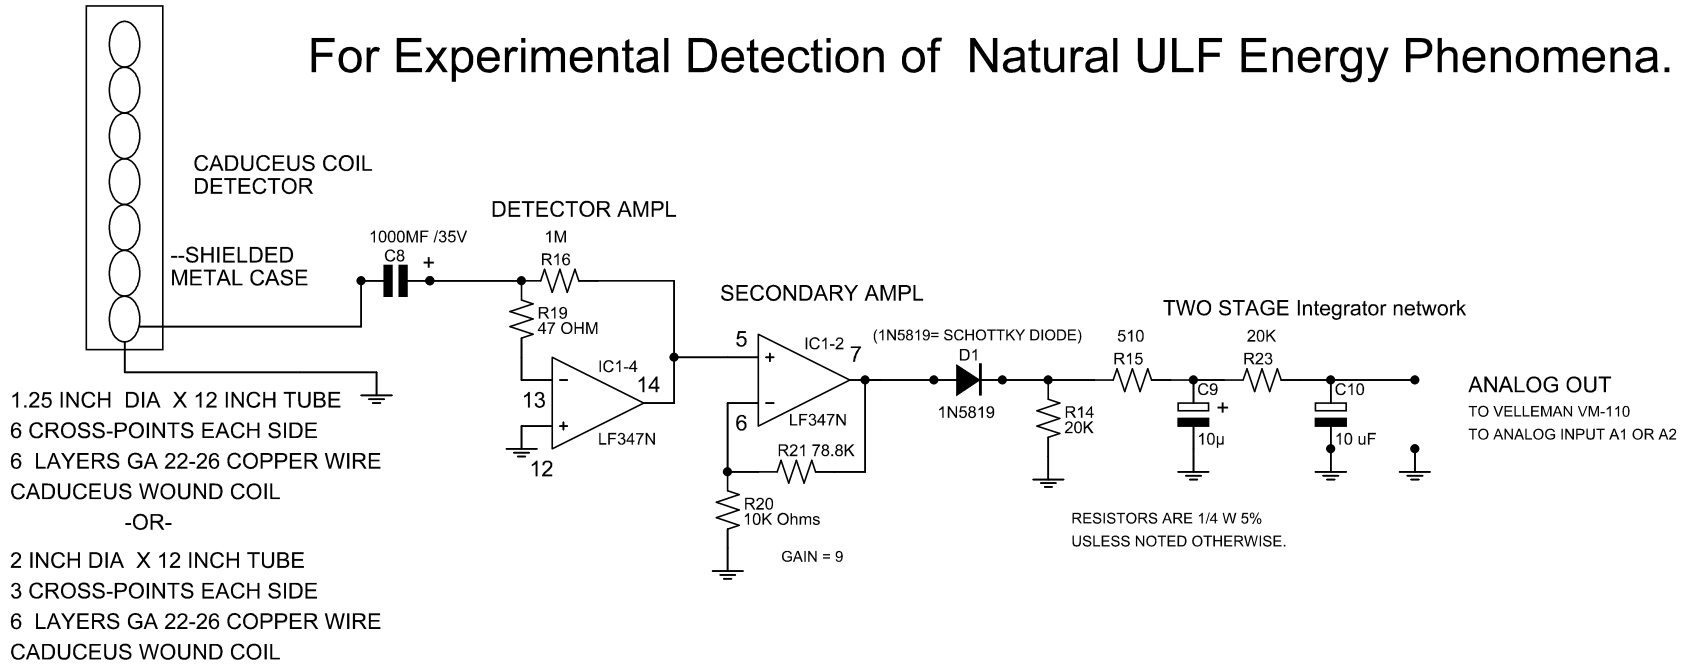 For Experimental Detection of Natural ULF Energy Phenomena.
CADUCEUS COIL
DETECTOR
--SHIELDED
METAL CASE
1.25 INCH DIA X 12 INCH TUBE
6 CROSS-POINTS EACH SIDE
6 LAYERS GA 22-26 COPPER WIRE
CADUCEUS WOUND COIL
-OR-
2 INCH DIA X 12 INCH TUBE
3 CROSS-POINTS EACH SIDE
6 LAYERS GA 22-26 COPPER WIRE
CADUCEUS WOUND COIL
1000MF /35V
C8
+
DETECTOR AMPL
1M
R16
R19
47 OHM
IC1-4
13
14
12
−
+
LF347N
SECONDARY AMPL
5
IC1-2
7
+
−
6
LF347N
R21 78.8K
R20
10K Ohms
GAIN = 9
(1N5819= SCHOTTKY DIODE)
D1
1N5819
R14
20K
TWO STAGE Integrator network
510
R15
20K
R23
C9
+
10µ
C10
10 uF
ANALOG OUT
TO VELLEMAN VM-110
TO ANALOG INPUT A1 OR A2
RESISTORS ARE 1/4 W 5%
USLESS NOTED OTHERWISE.